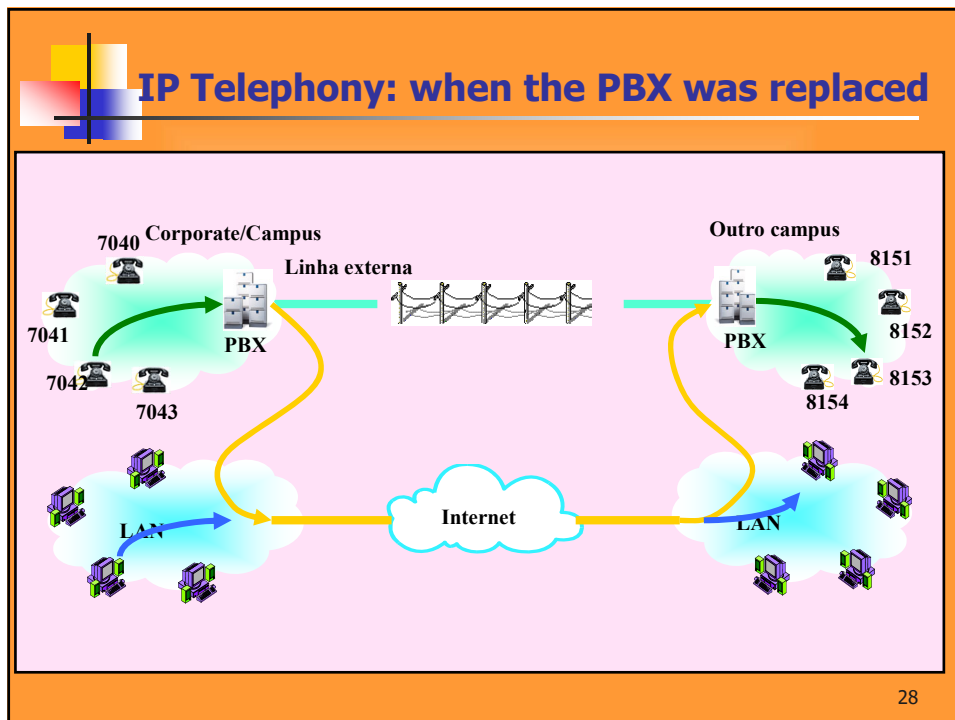 IP Telephony: when the PBX was replaced
Corporate/Campus
7040
Linha externa
7041
PBX
7042
7043
Outro campus
8151
8152
PBX
8153
8154
LAN
Internet
LAN
28